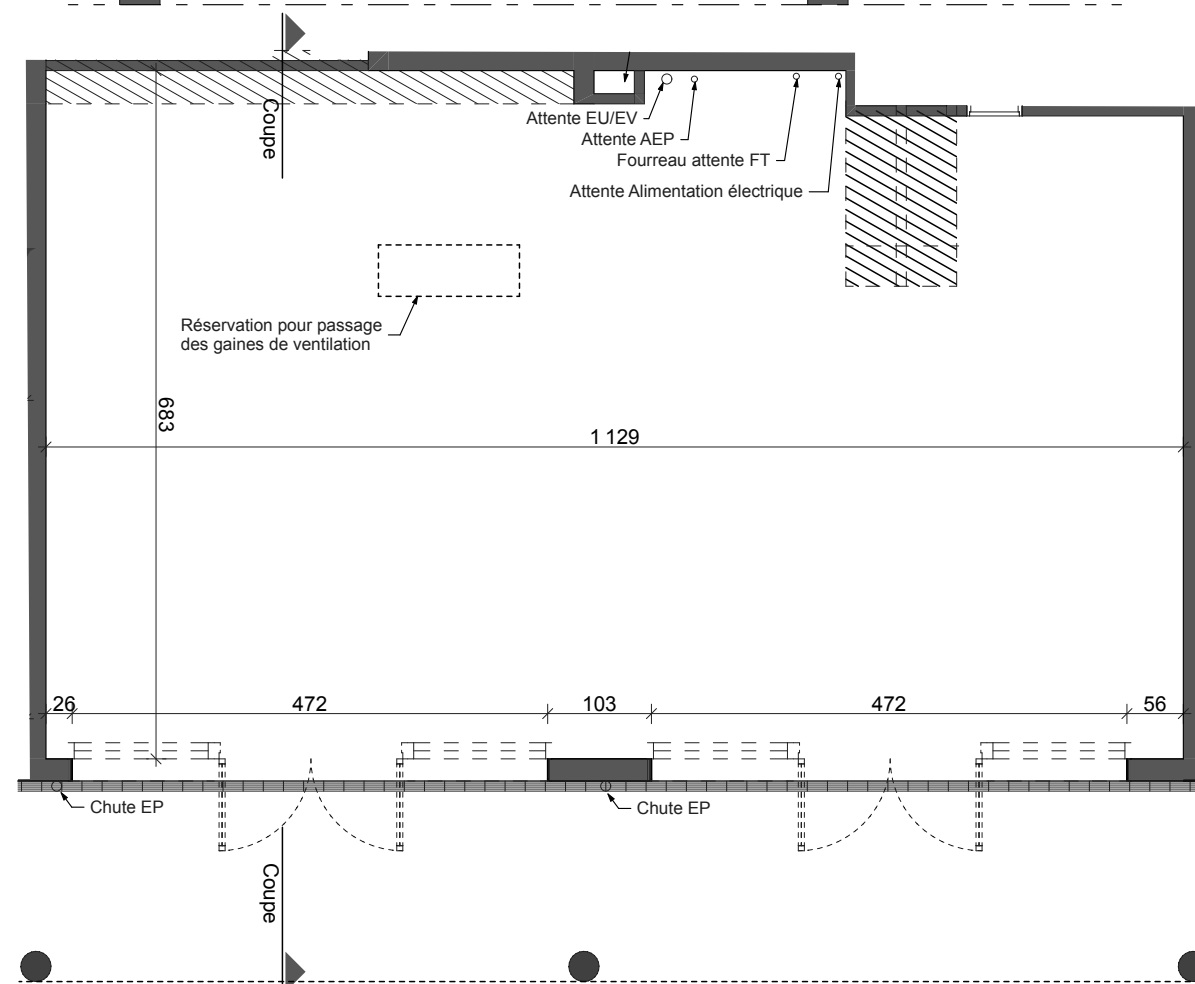 Coupe
Attente EU/EV
Attente AEP
Fourreau attente FT
Attente Alimentation électrique
Réservation pour passage
des gaines de ventilation
683
1 129
26
472
103
472
56
Chute EP
Chute EP
Coupe